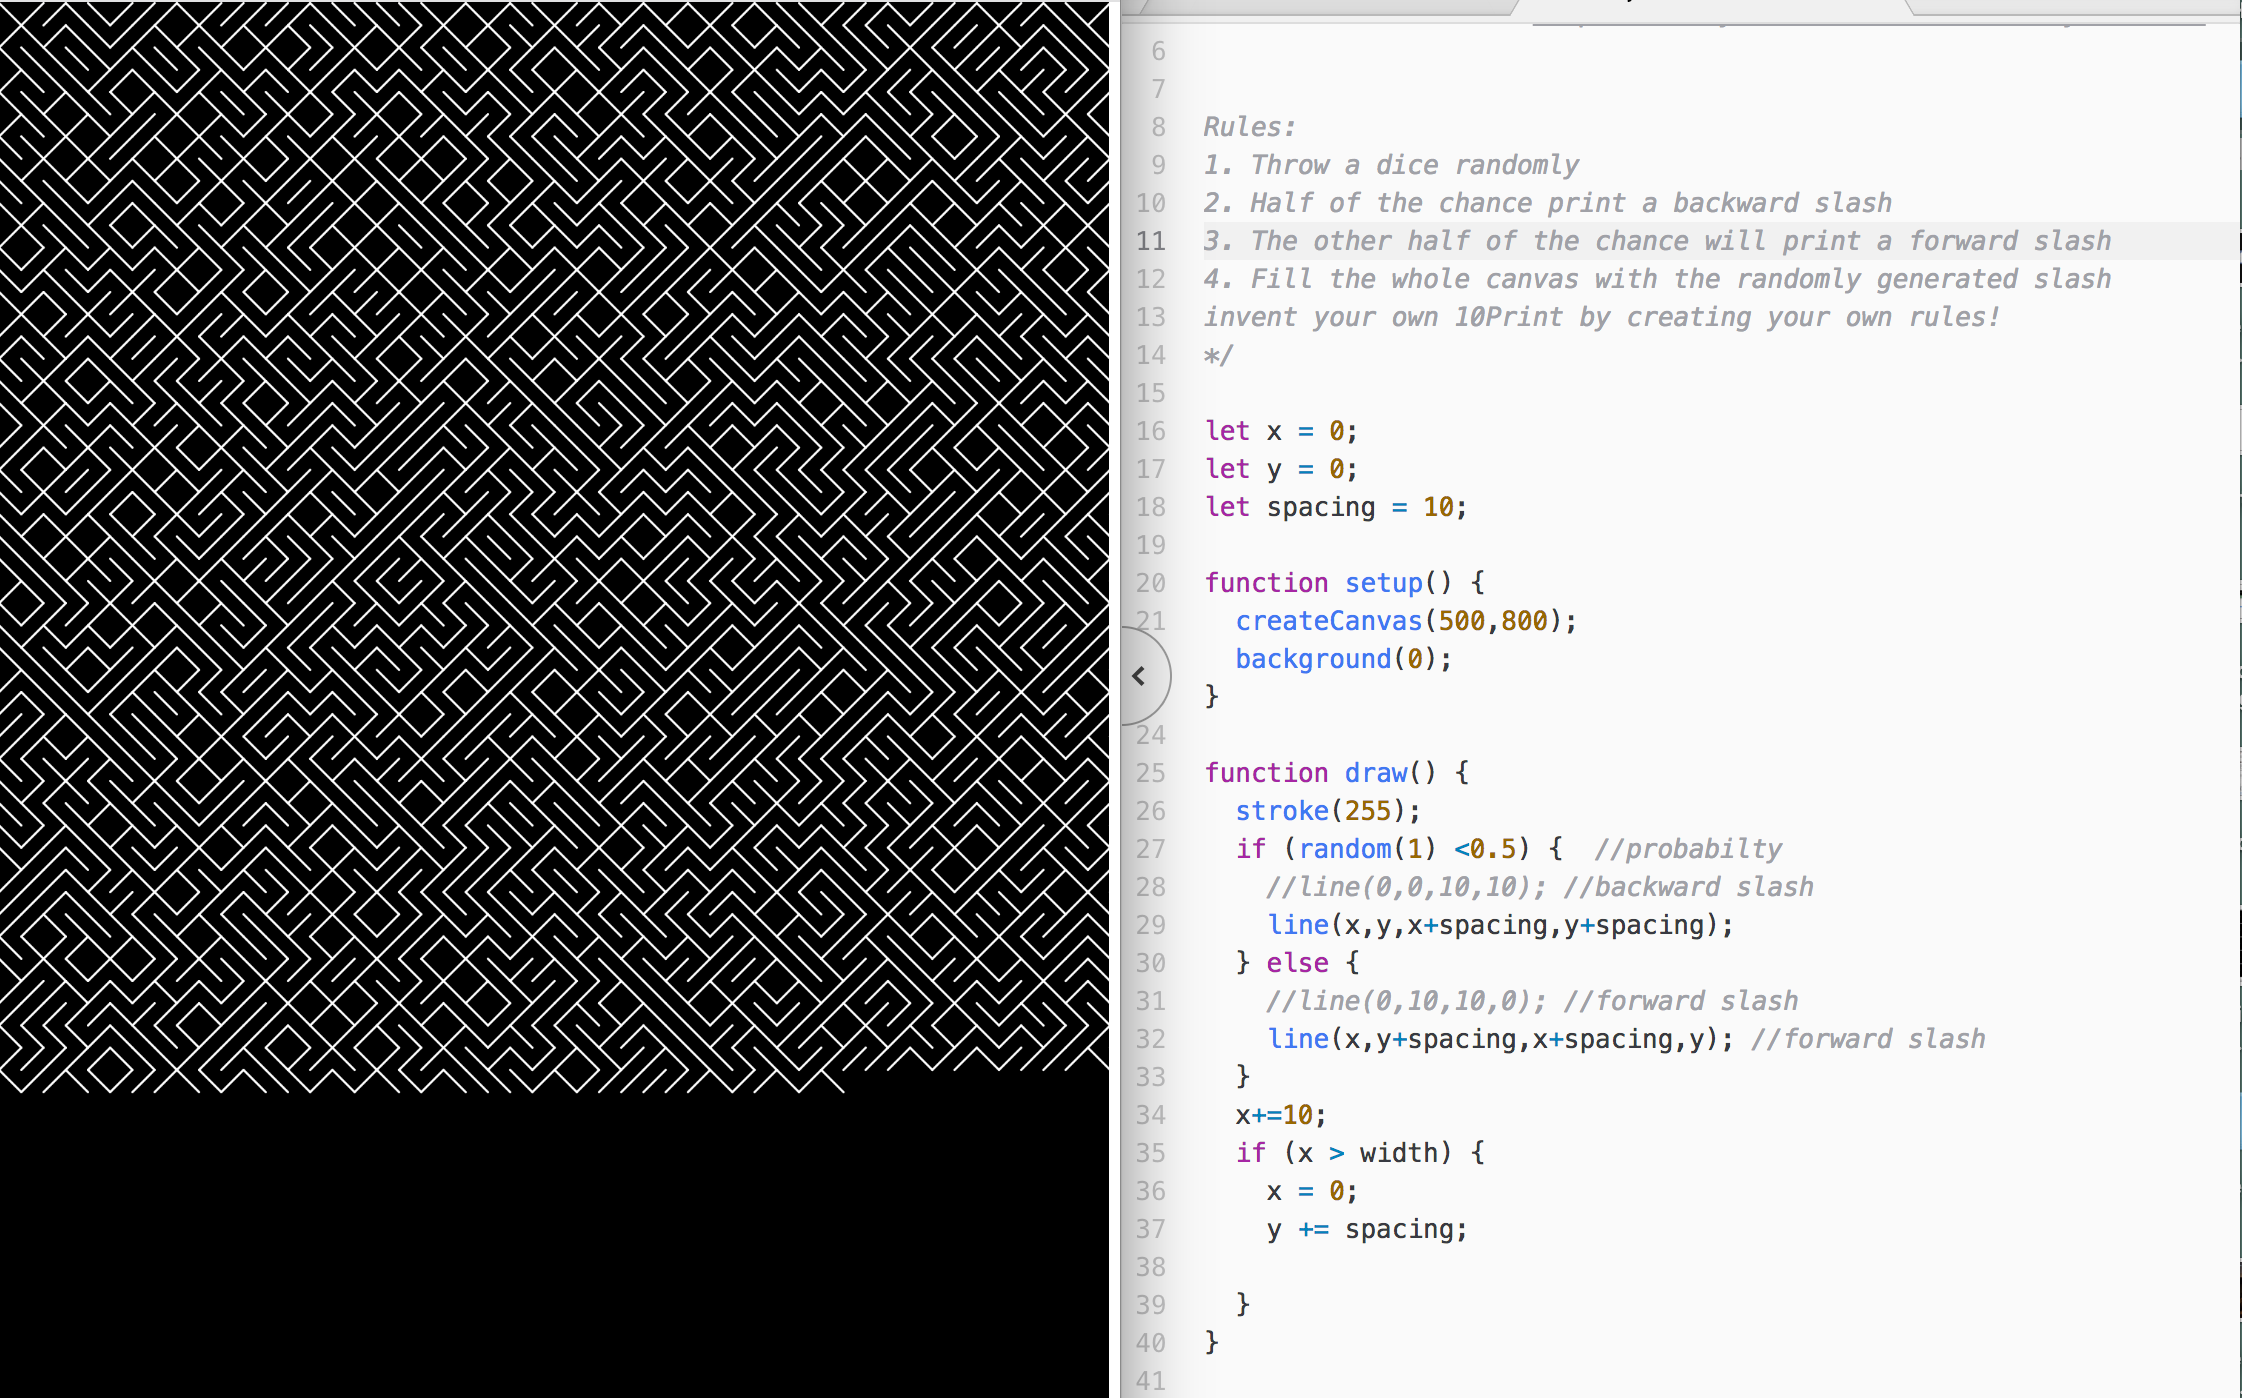 6
7
8 Rules:
9 1. Throw a dice randomly
10 2. Half of the chance print a backward slash
11 3. The other half of the chance will print a forward slash
12 4. Fill the whole canvas with the randomly generated slash
13 invent your own 10Print by creating your own rules!
14 */
15
16 let x = 0;
17 let y = 0;
18 let spacing = 10;
19
20 function setup() {
21   createCanvas(500,800);
  background(0);
}
24
25 function draw() {
26   stroke(255);
27   if (random(1) <0.5) {  //probabilty
28     //line(0,0,10,10); //backward slash
29     line(x,y,x+spacing,y+spacing);
30   } else {
31     //line(0,10,10,0); //forward slash
32     line(x,y+spacing,x+spacing,y); //forward slash
33   }
34   x+=10;
35   if (x > width) {
36     x = 0;
37     y += spacing;
38
39   }
40 }
41